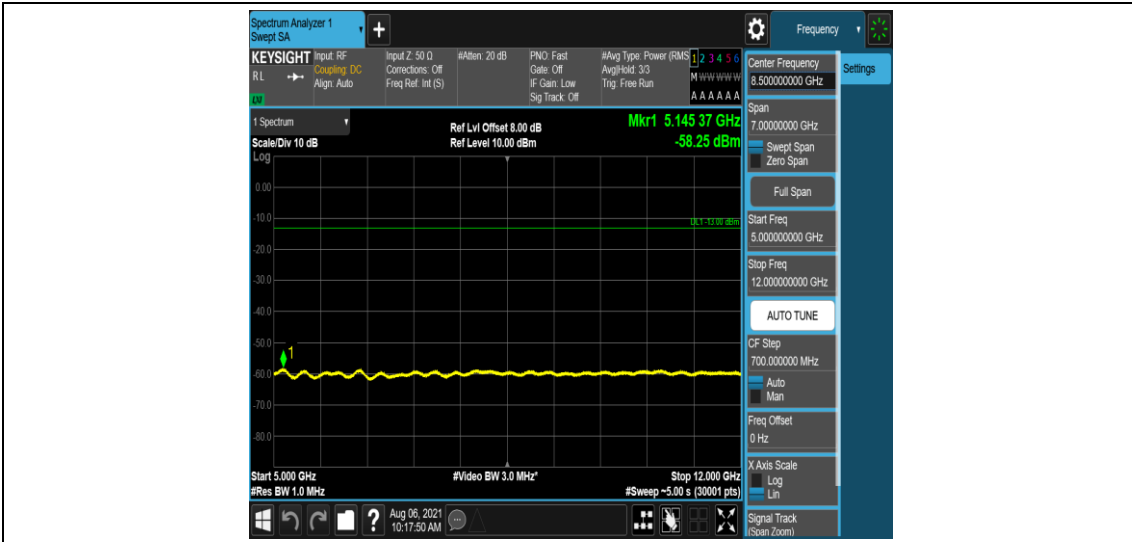 Spectrum Analyzer 1
Swept SA
+
Frequency
KEYSIGHT
RL
LXI
Input: RF
Coupling: DC
Align: Auto
Input Z: 50 Ω
Corrections: Off
Freq Ref: Int (S)
#Atten: 20 dB
PNO: Fast
Gate: Off
IF Gain: Low
Sig Track: Off
#Avg Type: Power (RMS
Avg|Hold: 3/3
Trig: Free Run
1 2 3 4 5 6
M W W W W W
A A A A A A
1 Spectrum
Scale/Div 10 dB
Log
Ref Lvl Offset 8.00 dB
Ref Level 10.00 dBm
Mkr1 5.145 37 GHz
-58.25 dBm
0.00
-10.0
DL1 -13.00 dBm
-20.0
-30.0
-40.0
-50.0
1
-60.0
-70.0
-80.0
Start 5.000 GHz
#Res BW 1.0 MHz
#Video BW 3.0 MHz*
Stop 12.000 GHz
#Sweep ~5.00 s (30001 pts)
Center Frequency
8.500000000 GHz
Settings
Span
7.00000000 GHz
Swept Span
Zero Span
Full Span
Start Freq
5.000000000 GHz
Stop Freq
12.000000000 GHz
AUTO TUNE
CF Step
700.000000 MHz
Auto
Man
Freq Offset
0 Hz
X Axis Scale
Log
Lin
Signal Track
(Span Zoom)
?
Aug 06, 2021
10:17:50 AM